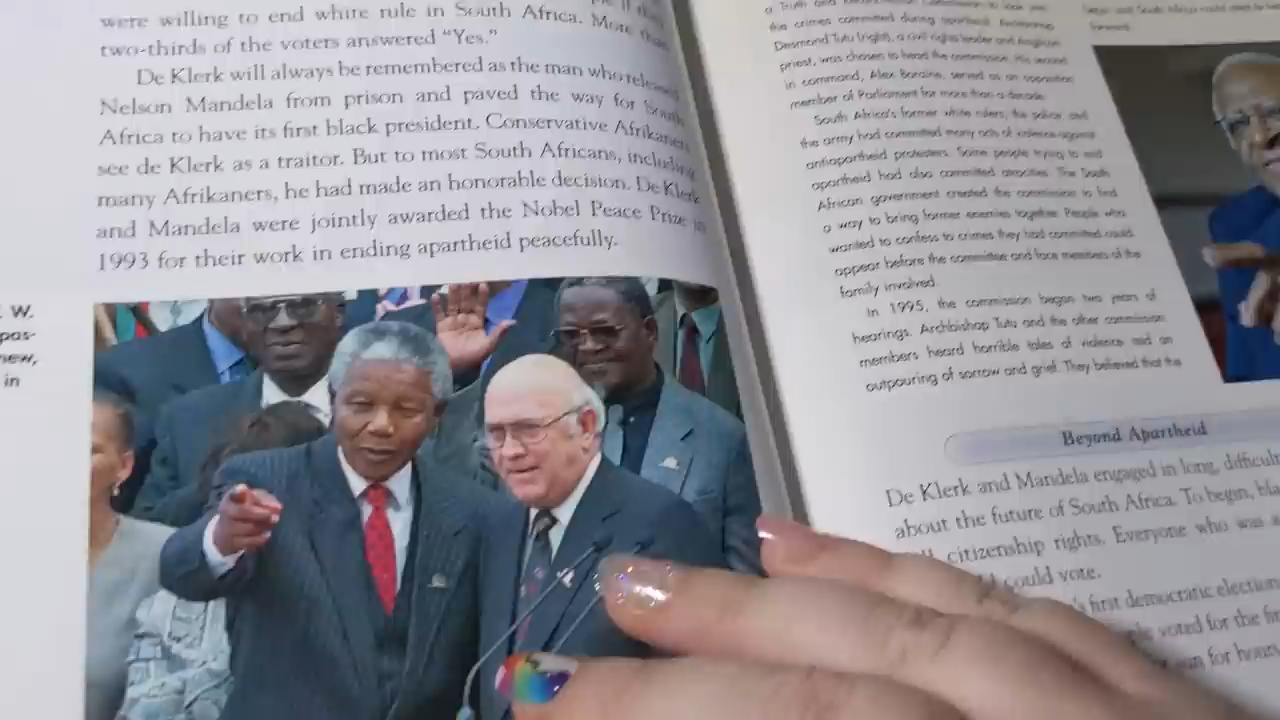 were willing to end white rule in South Africa. More than
two-thirds of the voters answered “Yes.”
De Klerk will always be remembered as the man who released
Nelson Mandela from prison and paved the way for South
Africa to have its first black president. Conservative Afrikaners
see de Klerk as a traitor. But to most South Africans, including
many Afrikaners, he had made an honorable decision. De Klerk
and Mandela were jointly awarded the Nobel Peace Prize in
1993 for their work in ending apartheid peacefully.
W.
pas-
new,
in
the crimes committed during apartheid.
Desmond Tutu (right), a civil rights leader and Anglican
priest, was chosen to head the commission. His second
in command, Alex Boraine, served as an opposition
member of Parliament for more than a decade.
South Africa's former white rulers, the police and
the army had committed many acts of violence against
antiapartheid protesters. Some people trying to end
apartheid had also committed atrocities. The South
African government created the commission to find
a way to bring former enemies together. People who
wanted to confess to crimes they had committed could
appear before the committee and face members of the
family involved.
In 1995, the commission began two years of
hearings. Archbishop Tutu and the other commission
members heard horrible tales of violence and an
outpouring of sorrow and grief. They believed that the
Beyond Apartheid
De Klerk and Mandela engaged in long, difficult
about the future of South Africa. To begin,
citizenship rights. Everyone who was
could vote.
first democratic election
voted for the
for hours